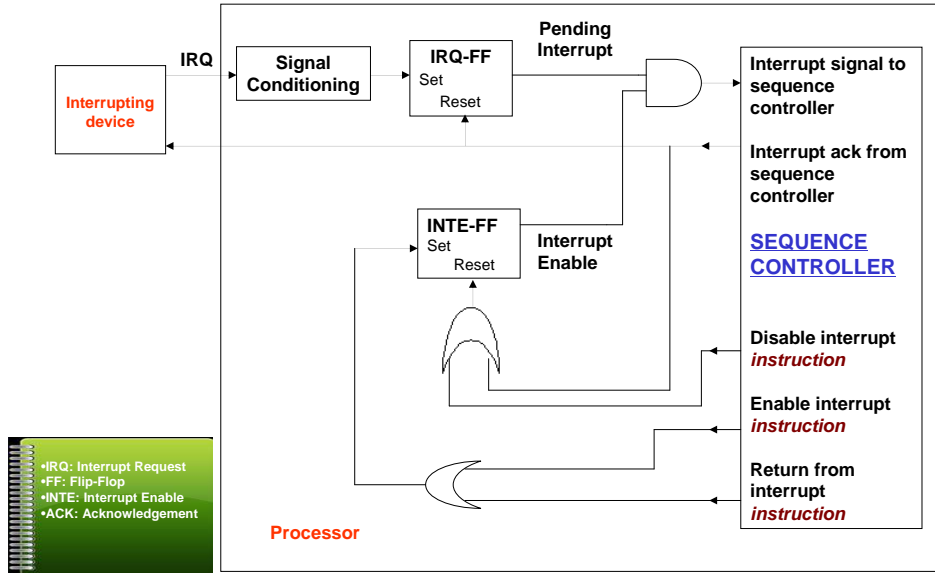 IRQ
Signal
Conditioning
IRQ-FF
Set
Reset
Pending
Interrupt
Interrupting
device
Interrupt signal to
sequence
controller
Interrupt ack from
sequence
controller
INTE-FF
Set
Reset
Interrupt
Enable
SEQUENCE
CONTROLLER
Disable interrupt
instruction
Enable interrupt
instruction
Return from
interrupt
instruction
•IRQ: Interrupt Request
•FF: Flip-Flop
•INTE: Interrupt Enable
•ACK: Acknowledgement
Processor